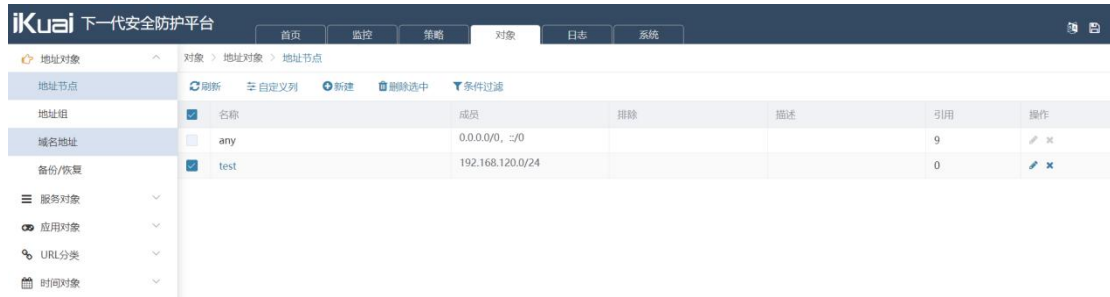 iKuai 下一代安全防护平台
首页 监控 策略 对象 日志 系统
地址对象
地址节点
地址组
域名地址
备份/恢复
服务对象
应用对象
URL分类
时间对象
对象 > 地址对象 > 地址节点
刷新 自定义列 新建 删除选中 条件过滤
名称 成员 排除 描述 引用 操作
any 0.0.0.0/0, ::/0 9
test 192.168.120.0/24 0